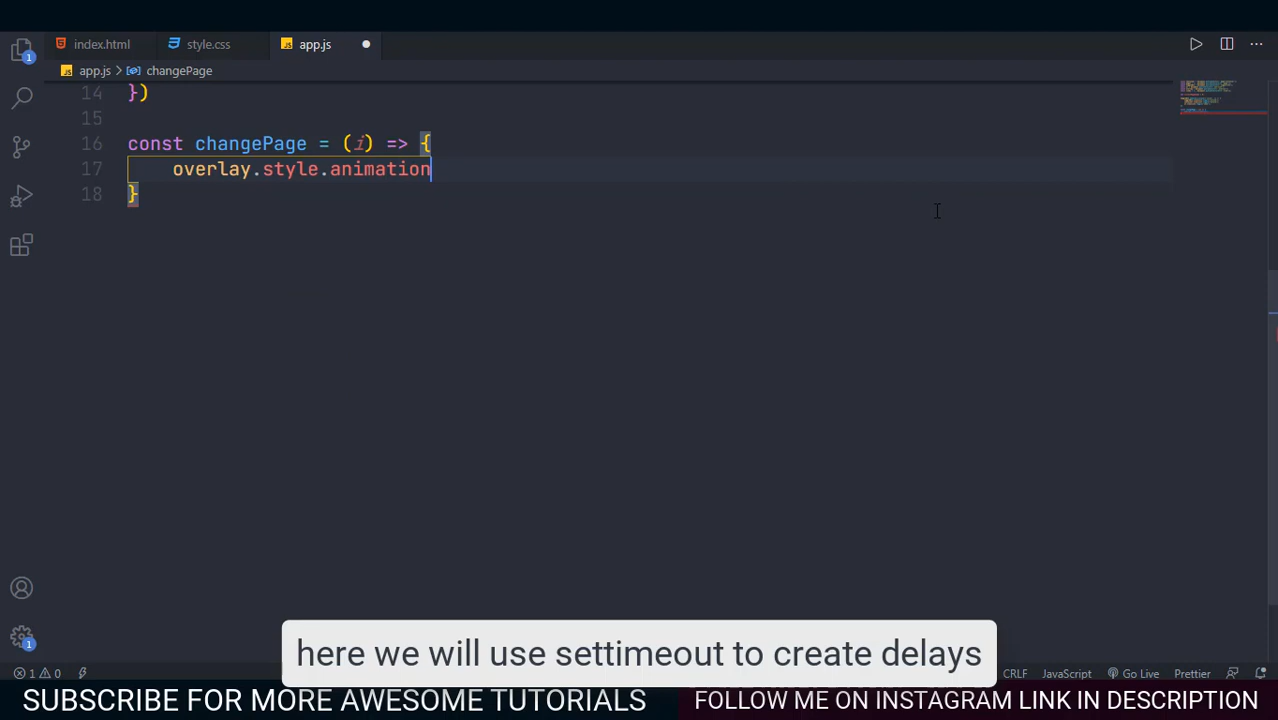 index.html style.css app.js
app.js changePage
14 })
15
16 const changePage = (i) => {
17 overlay.style.animation
18 }
here we will use settimeout to create delays
1 0 CRLF JavaScript Go Live Prettier
SUBSCRIBE FOR MORE AWESOME TUTORIALS FOLLOW ME ON INSTAGRAM LINK IN DESCRIPTION